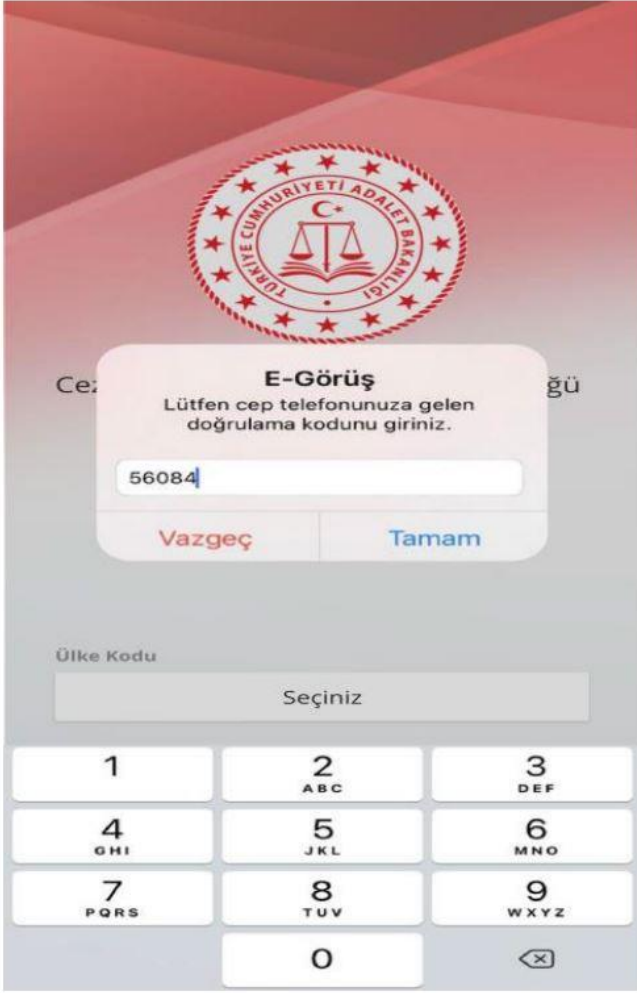 TÜRKİYE CUMHURİYETİ ADALET BAKANLIĞI
E-Görüş
Lütfen cep telefonunuza gelen
doğrulama kodunu giriniz.
56084
Vazgeç Tamam
Ülke Kodu
Seçiniz
1 2 3
ABC DEF
4 5 6
GHI JKL MNO
7 8 9
PQRS TUV WXYZ
0